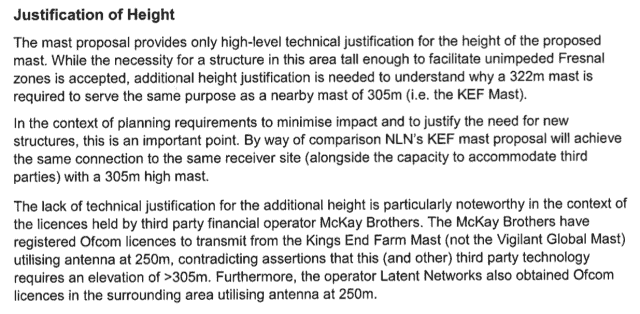 Justification of Height
The mast proposal provides only high-level technical justification for the height of the proposed
mast. While the necessity for a structure in this area tall enough to facilitate unimpeded Fresnal
zones is accepted, additional height justification is needed to understand why a 322m mast is
required to serve the same purpose as a nearby mast of 305m (i.e. the KEF Mast).
In the context of planning requirements to minimise impact and to justify the need for new
structures, this is an important point. By way of comparison NLN's KEF mast proposal will achieve
the same connection to the same receiver site (alongside the capacity to accommodate third
parties) with a 305m high mast.
The lack of technical justification for the additional height is particularly noteworthy in the context of
the licences held by third party financial operator McKay Brothers. The McKay Brothers have
registered Ofcom licences to transmit from the Kings End Farm Mast (not the Vigilant Global Mast)
utilising antenna at 250m, contradicting assertions that this (and other) third party technology
requires an elevation of >305m. Furthermore, the operator Latent Networks also obtained Ofcom
licences in the surrounding area utilising antenna at 250m.